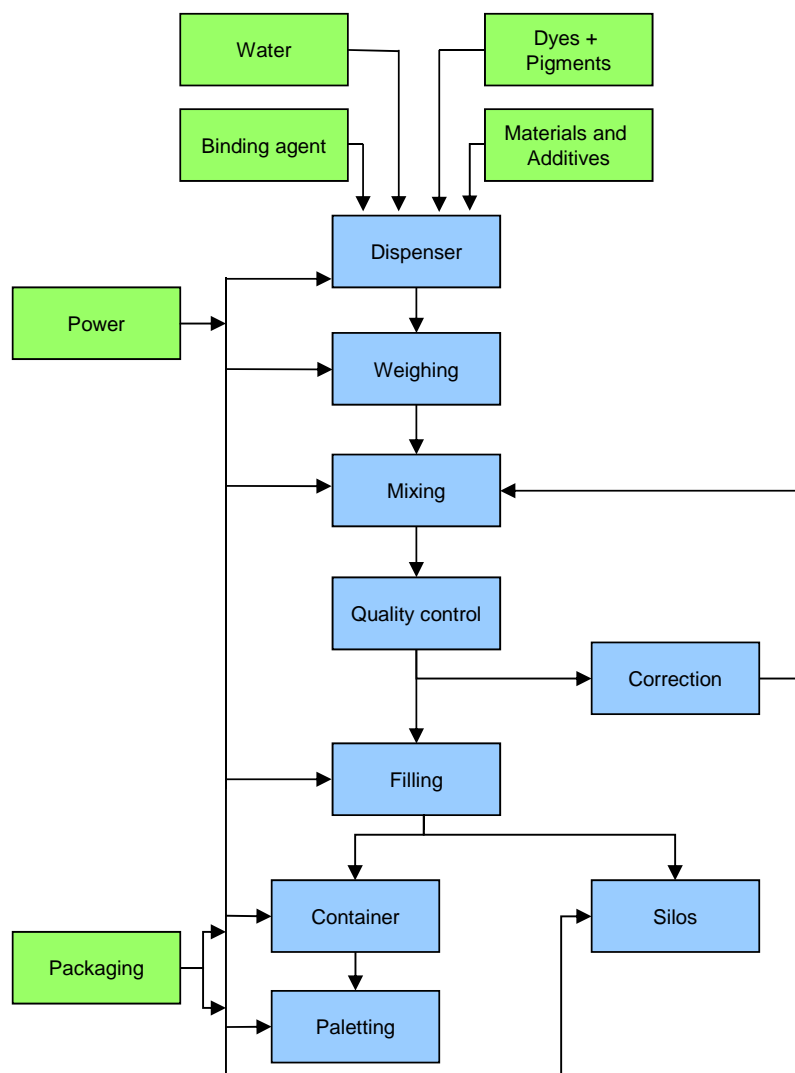 Water
Dyes +
Pigments
Binding agent
Materials and
Additives
Dispenser
Power
Weighing
Mixing
Quality control
Correction
Filling
Container
Silos
Packaging
Paletting